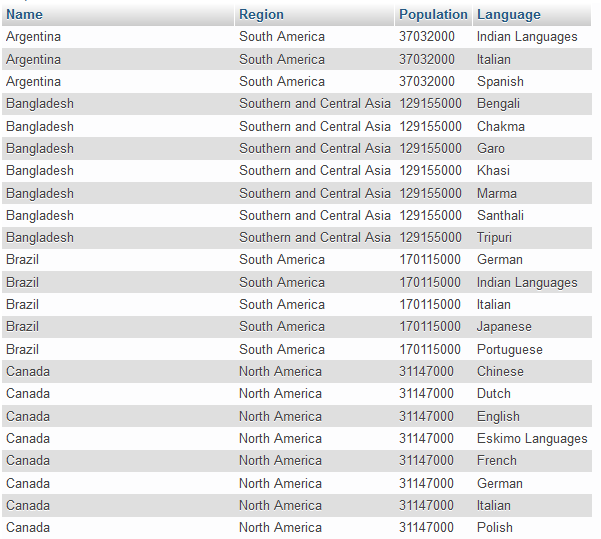 Name Region Population Language
Argentina South America 37032000 Indian Languages
Argentina South America 37032000 Italian
Argentina South America 37032000 Spanish
Bangladesh Southern and Central Asia 129155000 Bengali
Bangladesh Southern and Central Asia 129155000 Chakma
Bangladesh Southern and Central Asia 129155000 Garo
Bangladesh Southern and Central Asia 129155000 Khasi
Bangladesh Southern and Central Asia 129155000 Marma
Bangladesh Southern and Central Asia 129155000 Santhali
Bangladesh Southern and Central Asia 129155000 Tripuri
Brazil South America 170115000 German
Brazil South America 170115000 Indian Languages
Brazil South America 170115000 Italian
Brazil South America 170115000 Japanese
Brazil South America 170115000 Portuguese
Canada North America 31147000 Chinese
Canada North America 31147000 Dutch
Canada North America 31147000 English
Canada North America 31147000 Eskimo Languages
Canada North America 31147000 French
Canada North America 31147000 German
Canada North America 31147000 Italian
Canada North America 31147000 Polish